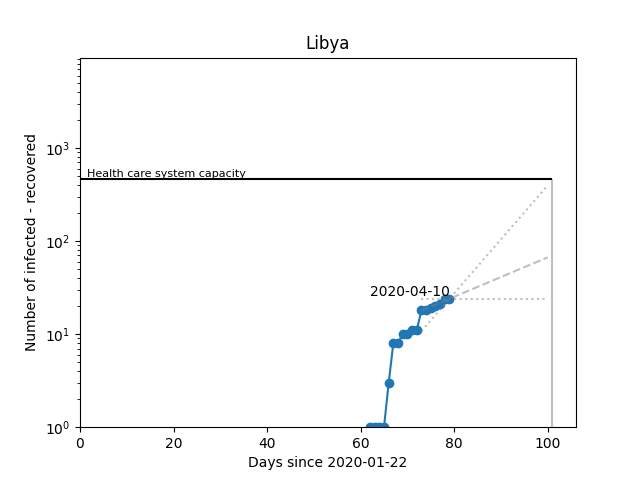 Libya
Number of infected - recovered
10³
10²
10¹
10⁰
Health care system capacity
2020-04-10
0 20 40 60 80 100
Days since 2020-01-22